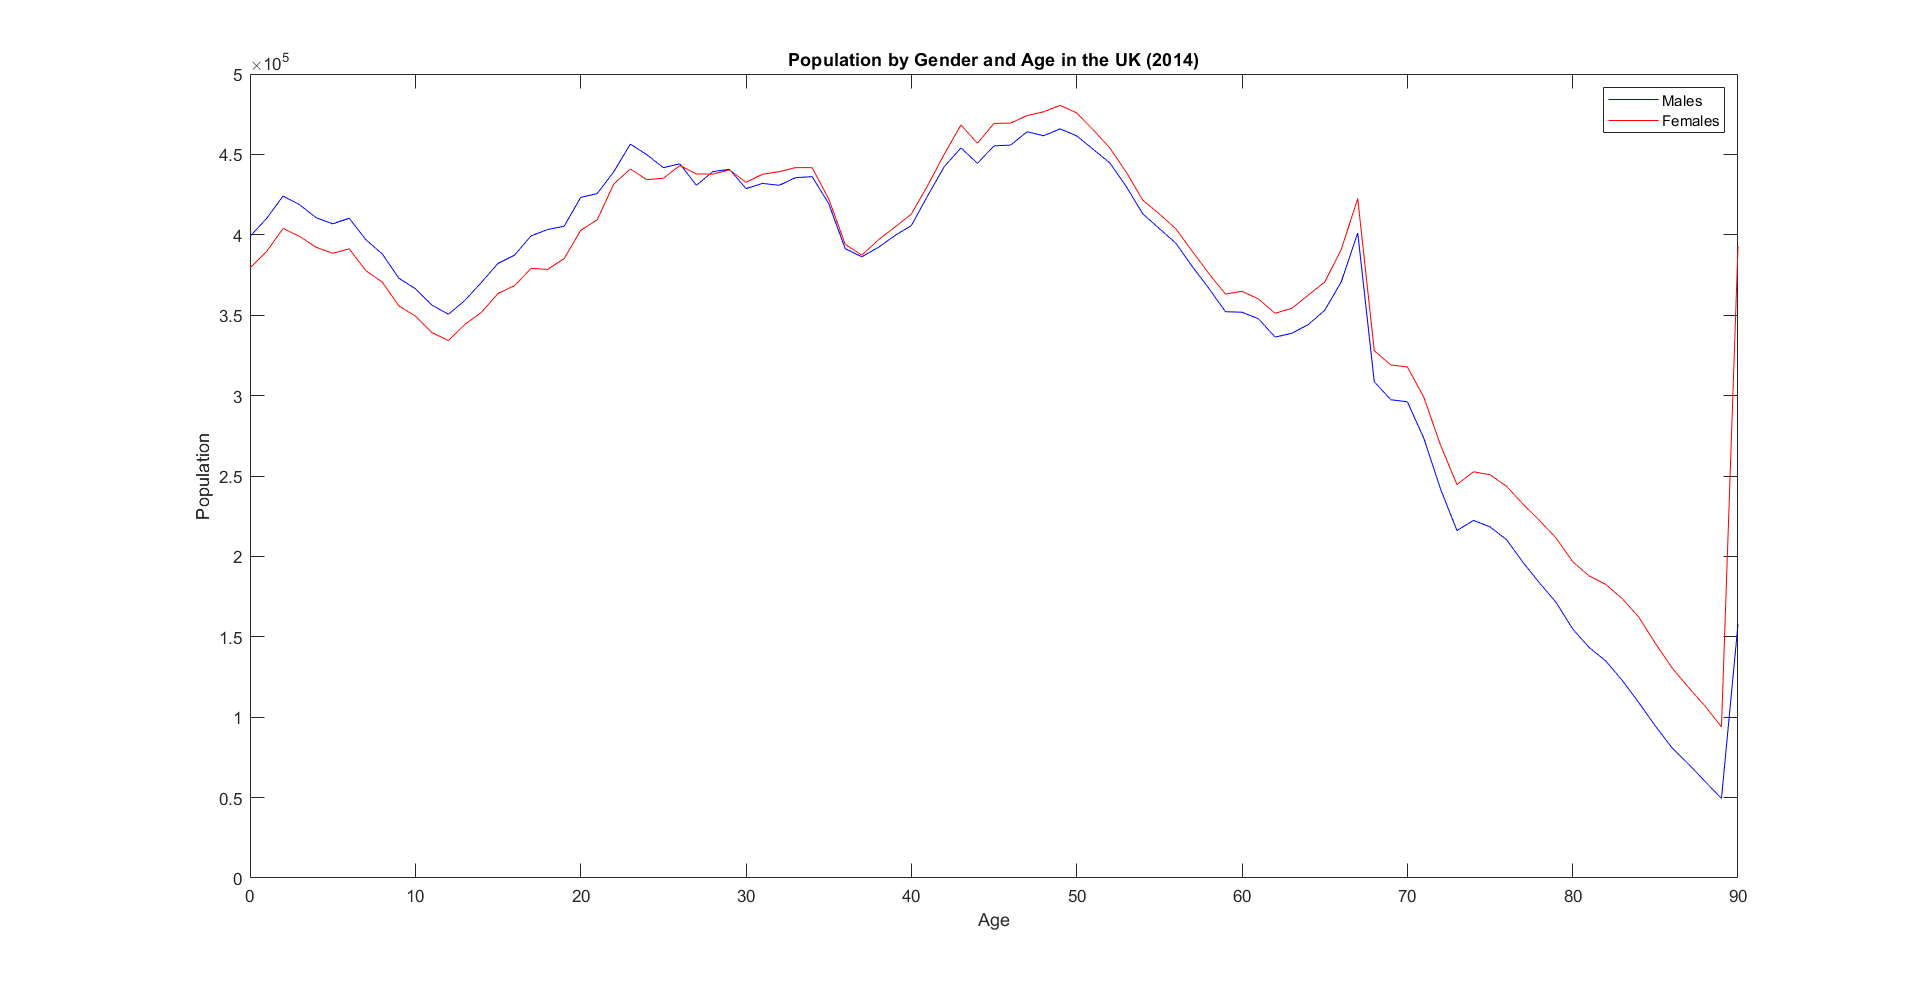 Population by Gender and Age in the UK (2014)
×10⁵
5
4.5
4
3.5
3
2.5
2
1.5
1
0.5
0
Population
0 10 20 30 40 50 60 70 80 90
Age
Males
Females